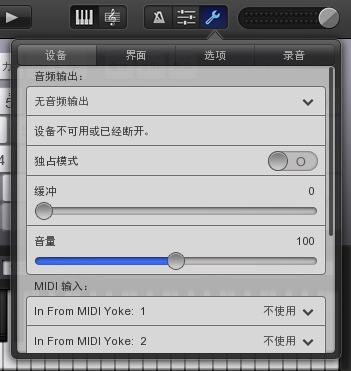 设备 界面 选项 录音
音频输出:
无音频输出
设备不可用或已经断开。
独占模式
缓冲 0
音量 100
MIDI 输入:
In From MIDI Yoke: 1 不使用
In From MIDI Yoke: 2 不使用